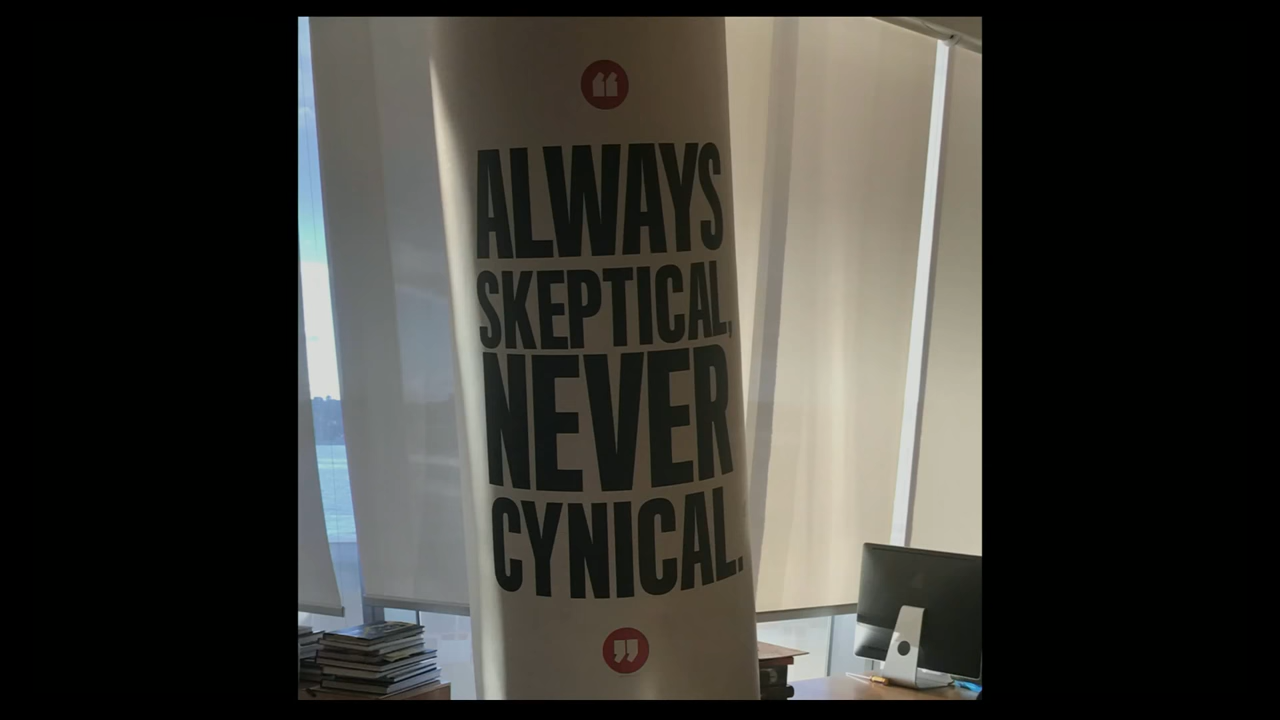 ❝
ALWAYS
SKEPTICAL,
NEVER
CYNICAL.
❞